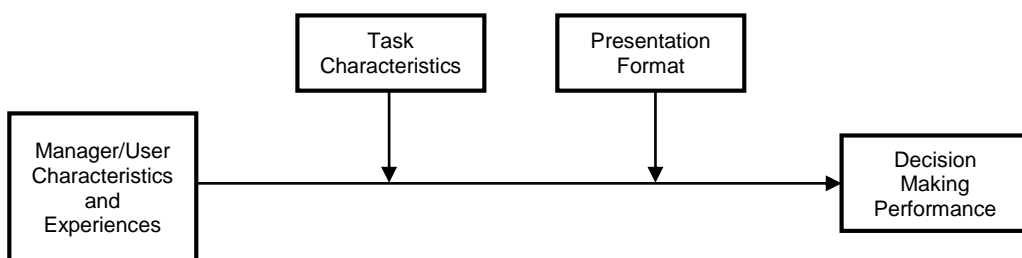 Task
Characteristics
Presentation
Format
Manager/User
Characteristics
and
Experiences
Decision
Making
Performance